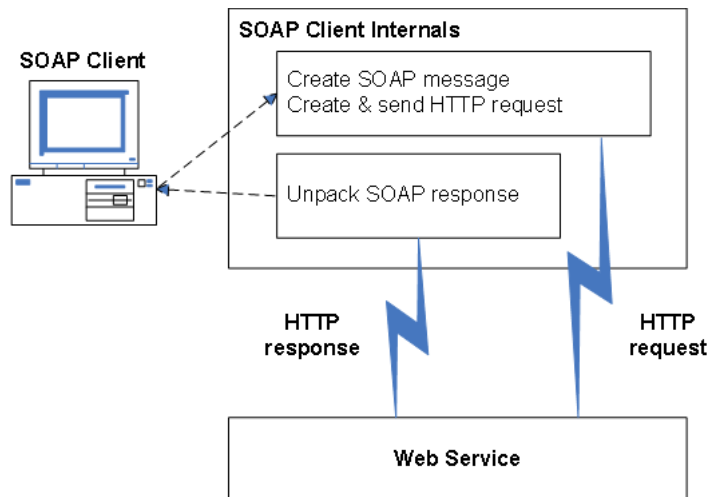 SOAP Client Internals
SOAP Client
Create SOAP message
Create & send HTTP request
Unpack SOAP response
HTTP
response
HTTP
request
Web Service